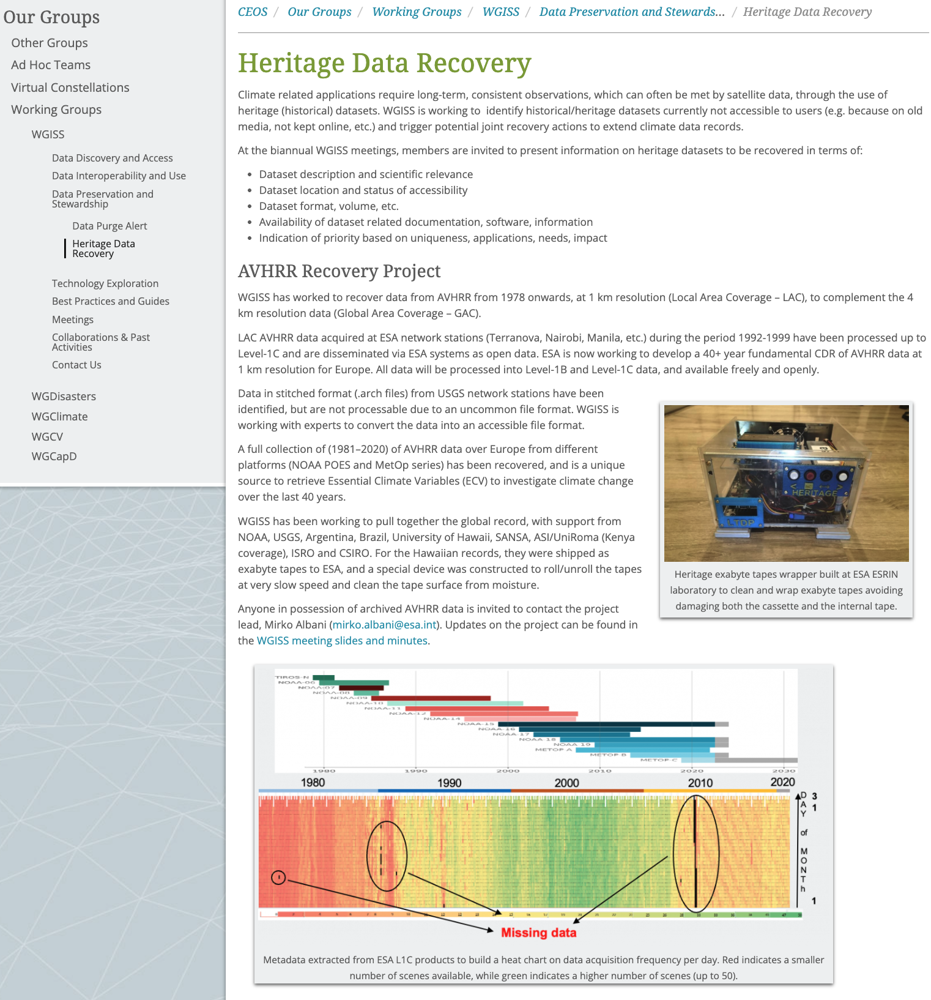 Our Groups
Other Groups
Ad Hoc Teams
Virtual Constellations
Working Groups
WGISS
Data Discovery and Access
Data Interoperability and Use
Data Preservation and
Stewardship
Data Purge Alert
Heritage Data
Recovery
Technology Exploration
Best Practices and Guides
Meetings
Collaborations & Past
Activities
Contact Us
WGDisasters
WGClimate
WGCV
WGCapD
CEOS / Our Groups / Working Groups / WGISS / Data Preservation and Stewards... / Heritage Data Recovery
Heritage Data Recovery
Climate related applications require long-term, consistent observations, which can often be met by satellite data, through the use of
heritage (historical) datasets. WGISS is working to identify historical/heritage datasets currently not accessible to users (e.g. because on old
media, not kept online, etc.) and trigger potential joint recovery actions to extend climate data records.
At the biannual WGISS meetings, members are invited to present information on heritage datasets to be recovered in terms of:
• Dataset description and scientific relevance
• Dataset location and status of accessibility
• Dataset format, volume, etc.
• Availability of dataset related documentation, software, information
• Indication of priority based on uniqueness, applications, needs, impact
AVHRR Recovery Project
WGISS has worked to recover data from AVHRR from 1978 onwards, at 1 km resolution (Local Area Coverage – LAC), to complement the 4
km resolution data (Global Area Coverage – GAC).
LAC AVHRR data acquired at ESA network stations (Terranova, Nairobi, Manila, etc.) during the period 1992-1999 have been processed up to
Level-1C and are disseminated via ESA systems as open data. ESA is now working to develop a 40+ year fundamental CDR of AVHRR data at
1 km resolution for Europe. All data will be processed into Level-1B and Level-1C data, and available freely and openly.
Data in stitched format (.arch files) from USGS network stations have been
identified, but are not processable due to an uncommon file format. WGISS is
working with experts to convert the data into an accessible file format.
A full collection of (1981–2020) of AVHRR data over Europe from different
platforms (NOAA POES and MetOp series) has been recovered, and is a unique
source to retrieve Essential Climate Variables (ECV) to investigate climate change
over the last 40 years.
WGISS has been working to pull together the global record, with support from
NOAA, USGS, Argentina, Brazil, University of Hawaii, SANSA, ASI/UniRoma (Kenya
coverage), ISRO and CSIRO. For the Hawaiian records, they were shipped as
exabyte tapes to ESA, and a special device was constructed to roll/unroll the tapes
at very slow speed and clean the tape surface from moisture.
Anyone in possession of archived AVHRR data is invited to contact the project
lead, Mirko Albani (mirko.albani@esa.int). Updates on the project can be found in
the WGISS meeting slides and minutes.
< >
HERITAGE
LTDP
Heritage exabyte tapes wrapper built at ESA ESRIN
laboratory to clean and wrap exabyte tapes avoiding
damaging both the cassette and the internal tape.
TIROS-N
NOAA-06
NOAA-07
NOAA-08
NOAA-09
NOAA-10
NOAA-11
NOAA-12
NOAA-14
NOAA-15
NOAA-16
NOAA-17
NOAA-18
NOAA-19
METOP-A
METOP-B
METOP-C
1980 1990 2000 2010 2020 2030
1980 1990 2000 2010 2020
DAY of MONTh
31
1
Missing data
Metadata extracted from ESA L1C products to build a heat chart on data acquisition frequency per day. Red indicates a smaller
number of scenes available, while green indicates a higher number of scenes (up to 50).